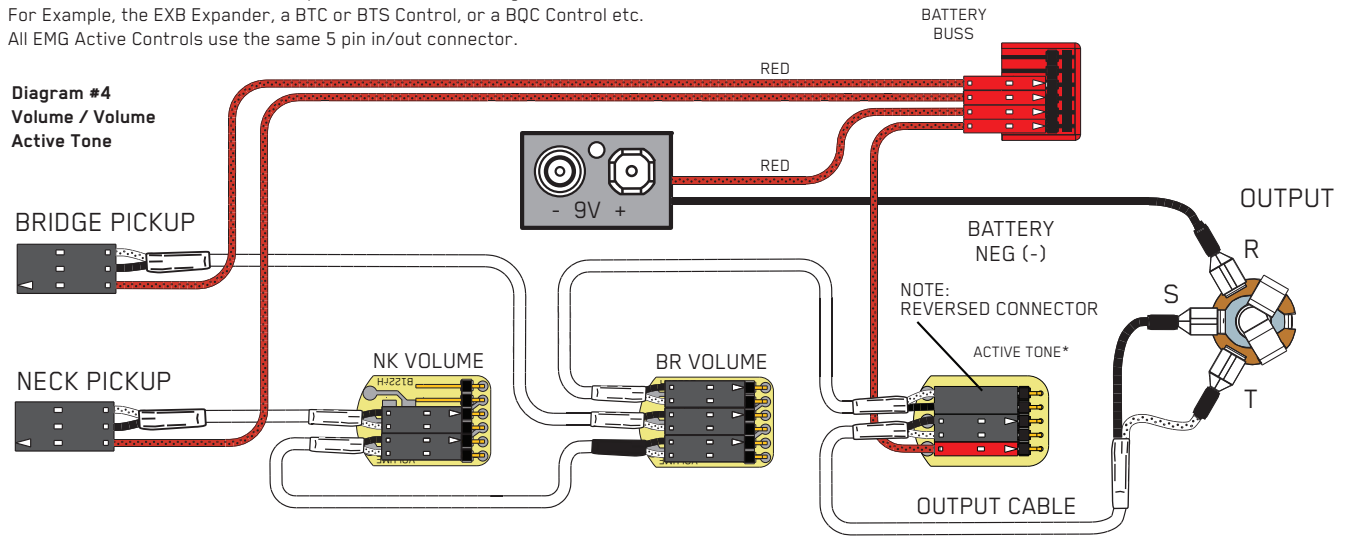 For Example, the EXB Expander, a BTC or BTS Control, or a BQC Control etc.
All EMG Active Controls use the same 5 pin in/out connector.
BATTERY
BUSS
RED
Diagram #4
Volume / Volume
Active Tone
RED
- 9V +
OUTPUT
BRIDGE PICKUP
BATTERY
NEG (-)
R
S
NOTE:
REVERSED CONNECTOR
ACTIVE TONE*
NK VOLUME
BR VOLUME
B122H
NECK PICKUP
T
VOLUME
OUTPUT CABLE